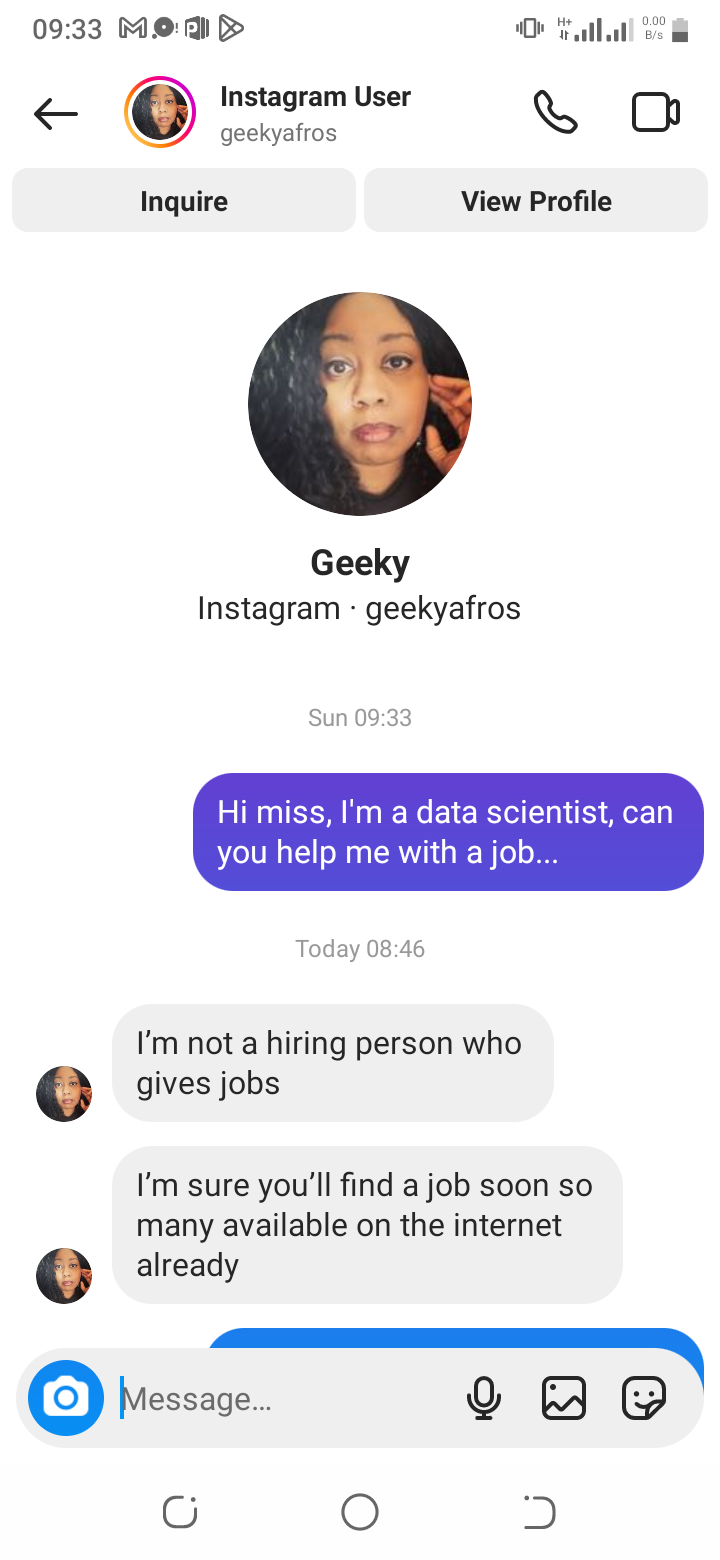 09:33
H+
0.00
B/s
Instagram User
geekyafros
Inquire
View Profile
Geeky
Instagram · geekyafros
Sun 09:33
Hi miss, I'm a data scientist, can
you help me with a job...
Today 08:46
I’m not a hiring person who
gives jobs
I’m sure you’ll find a job soon so
many available on the internet
already
Message...